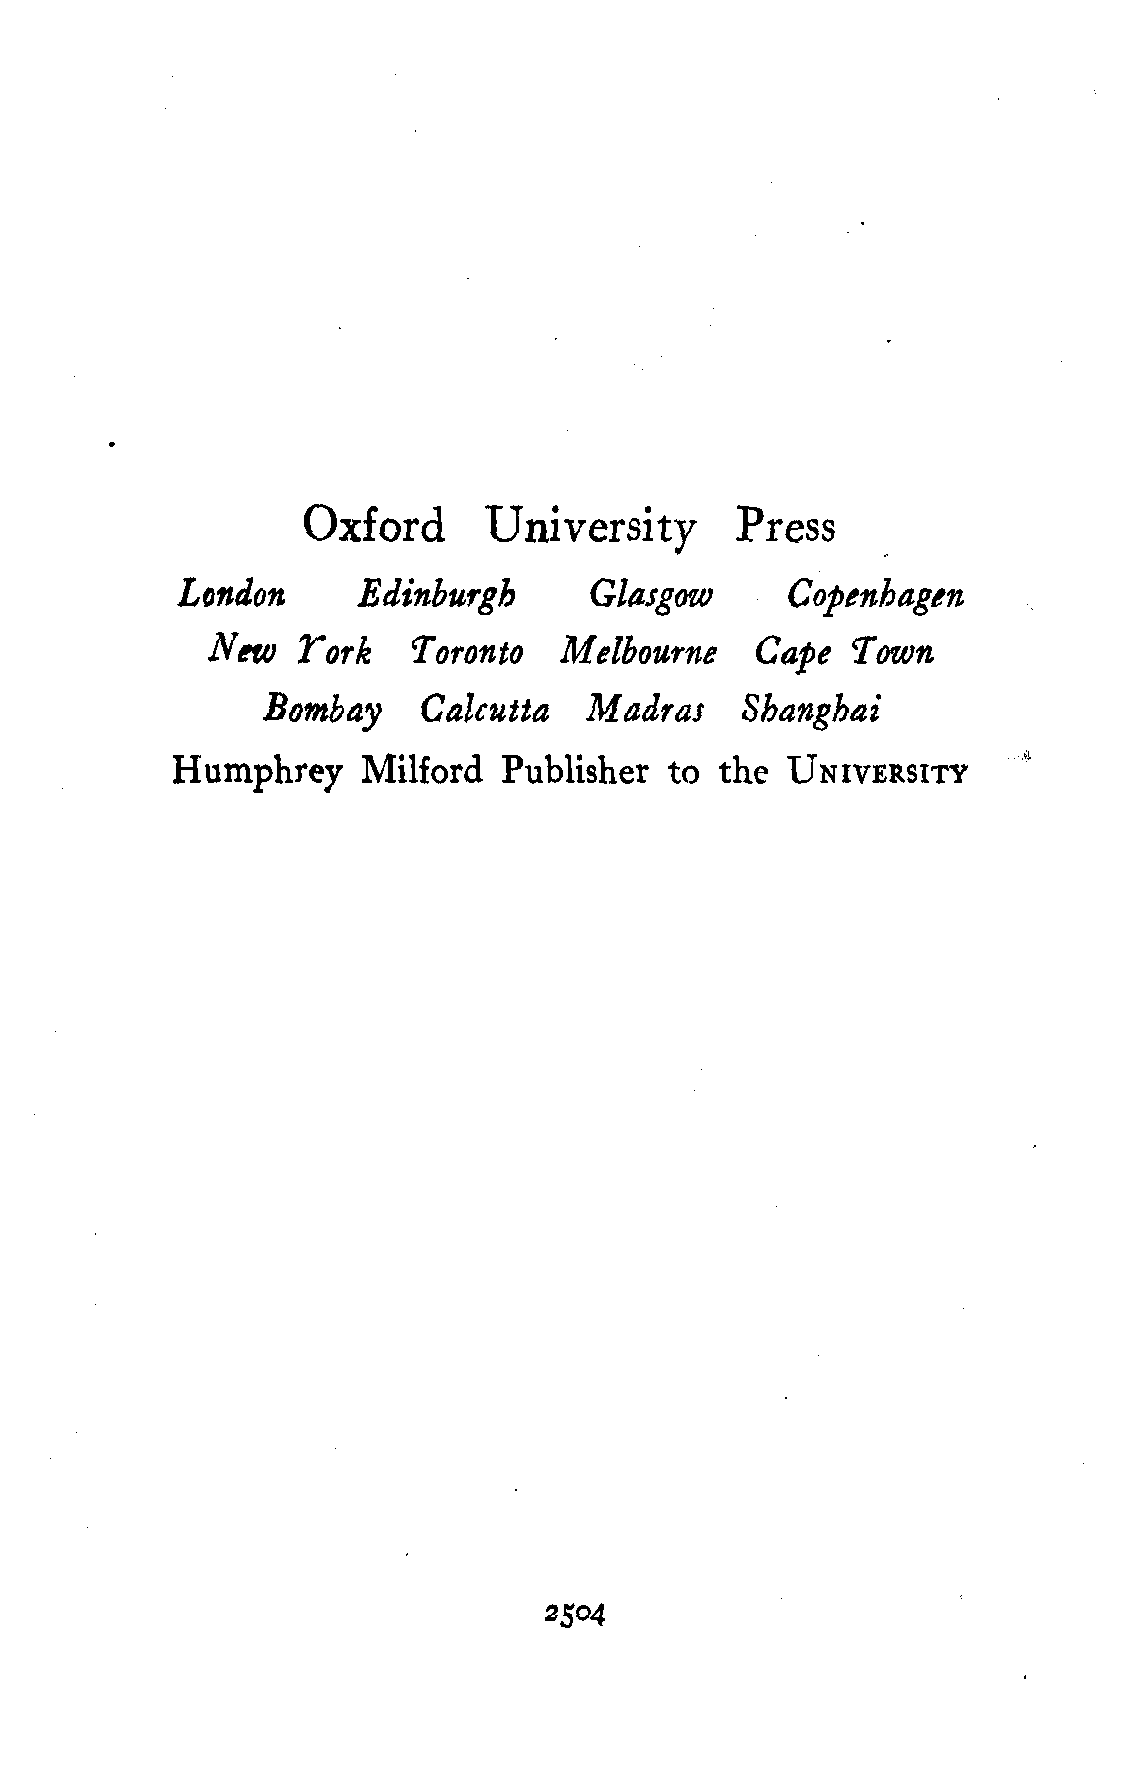 Oxford University Press
London Edinburgh Glasgow Copenhagen
New York Toronto Melbourne Cape Town
Bombay Calcutta Madras Shanghai
Humphrey Milford Publisher to the UNIVERSITY
2504